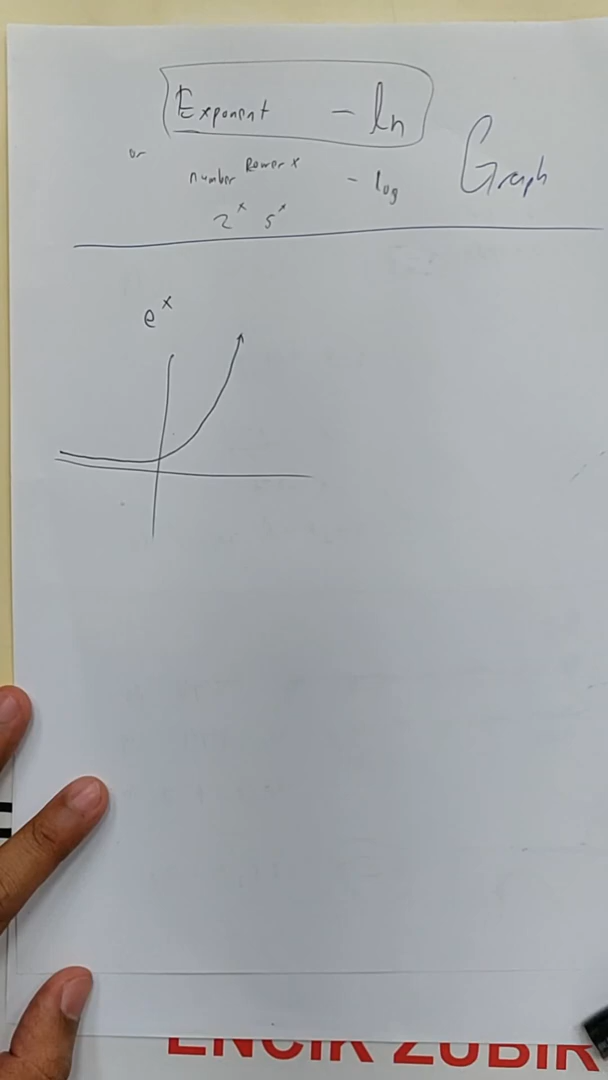 Exponent - ln
or number Power x - log
2^x 5^x
Graph
e^x
ENCIK ZUBIR